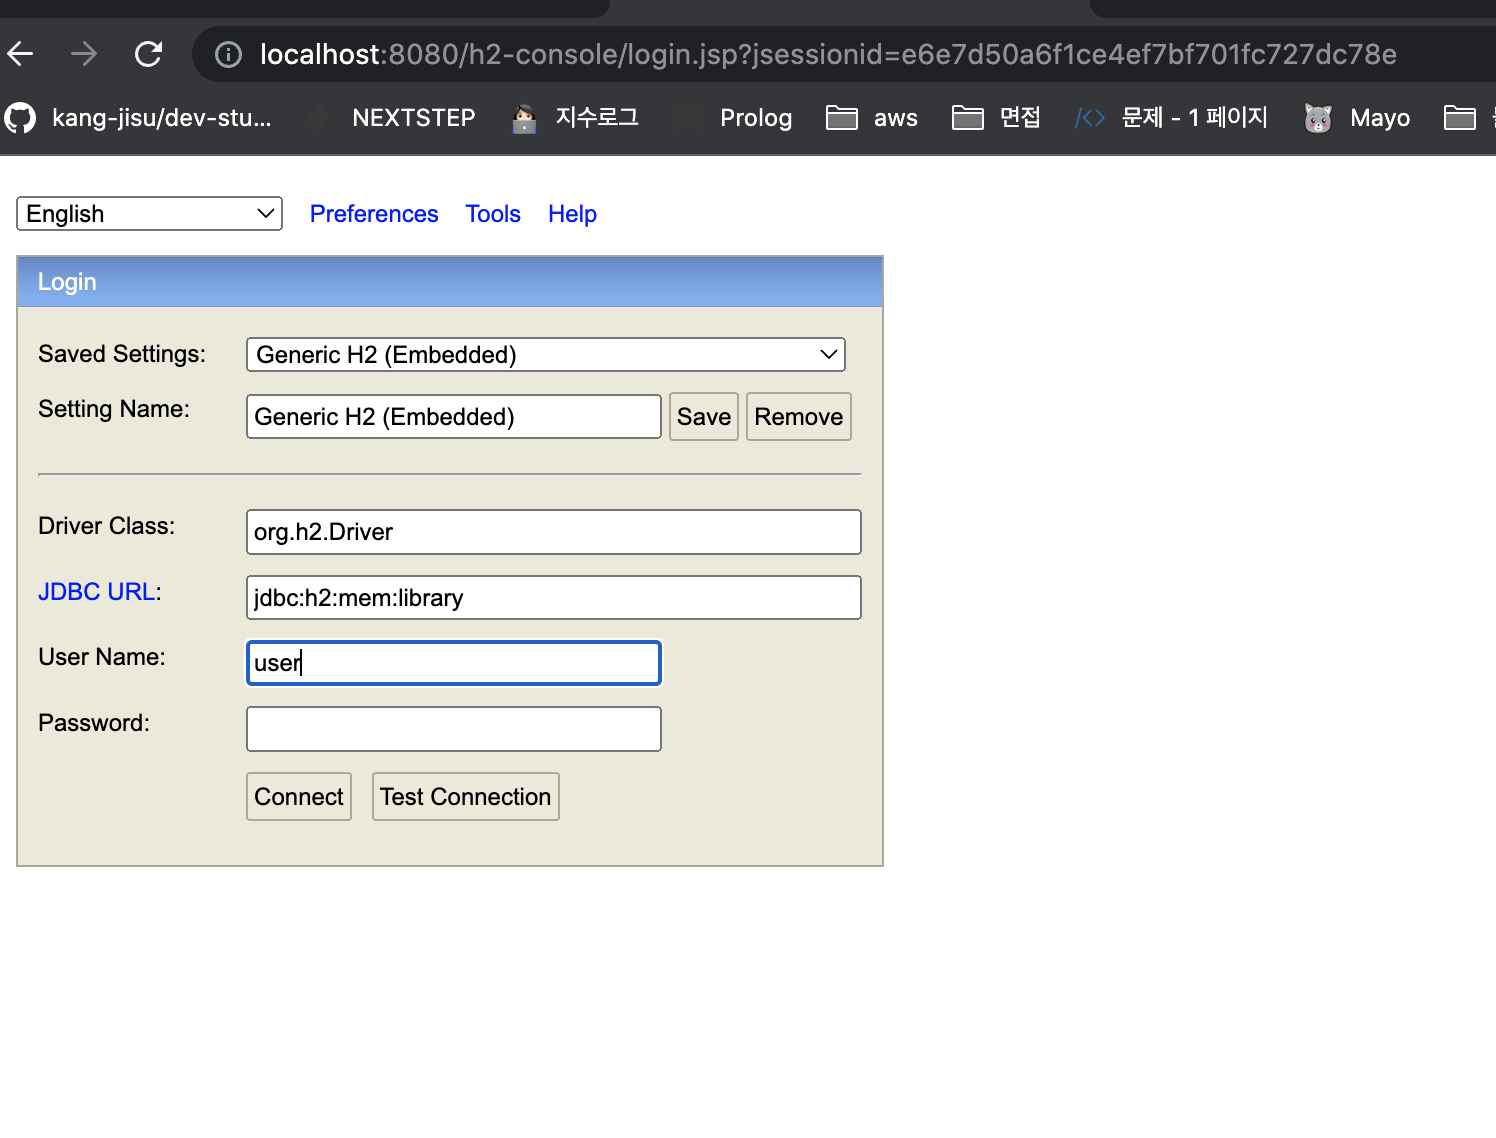 localhost:8080/h2-console/login.jsp?jsessionid=e6e7d50a6f1ce4ef7bf701fc727dc78e
kang-jisu/dev-stu... NEXTSTEP 지수로그 Prolog aws 면접 문제 - 1 페이지 Mayo
English Preferences Tools Help
Login
Saved Settings: Generic H2 (Embedded)
Setting Name: Generic H2 (Embedded) Save Remove
Driver Class: org.h2.Driver
JDBC URL: jdbc:h2:mem:library
User Name: user
Password:
Connect Test Connection